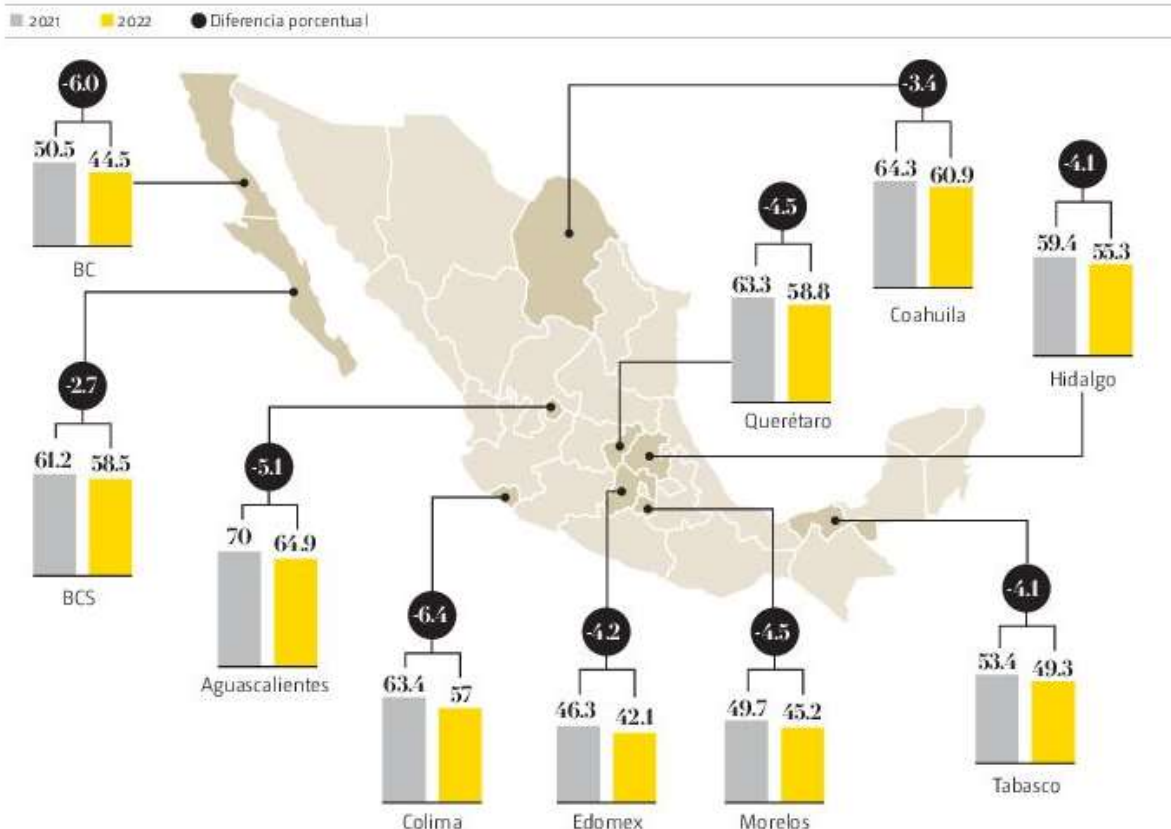 2021 2022 Diferencia porcentual
-6.0
50.5 44.5
BC
-3.4
64.3 60.9
Coahuila
-4.1
59.4 55.3
Hidalgo
-4.5
63.3 58.8
Querétaro
-2.7
61.2 58.5
BCS
-5.1
70 64.9
Aguascalientes
-6.4
63.4 57
Colima
-4.2
46.3 42.1
Edomex
-4.5
49.7 45.2
Morelos
-4.1
53.4 49.3
Tabasco